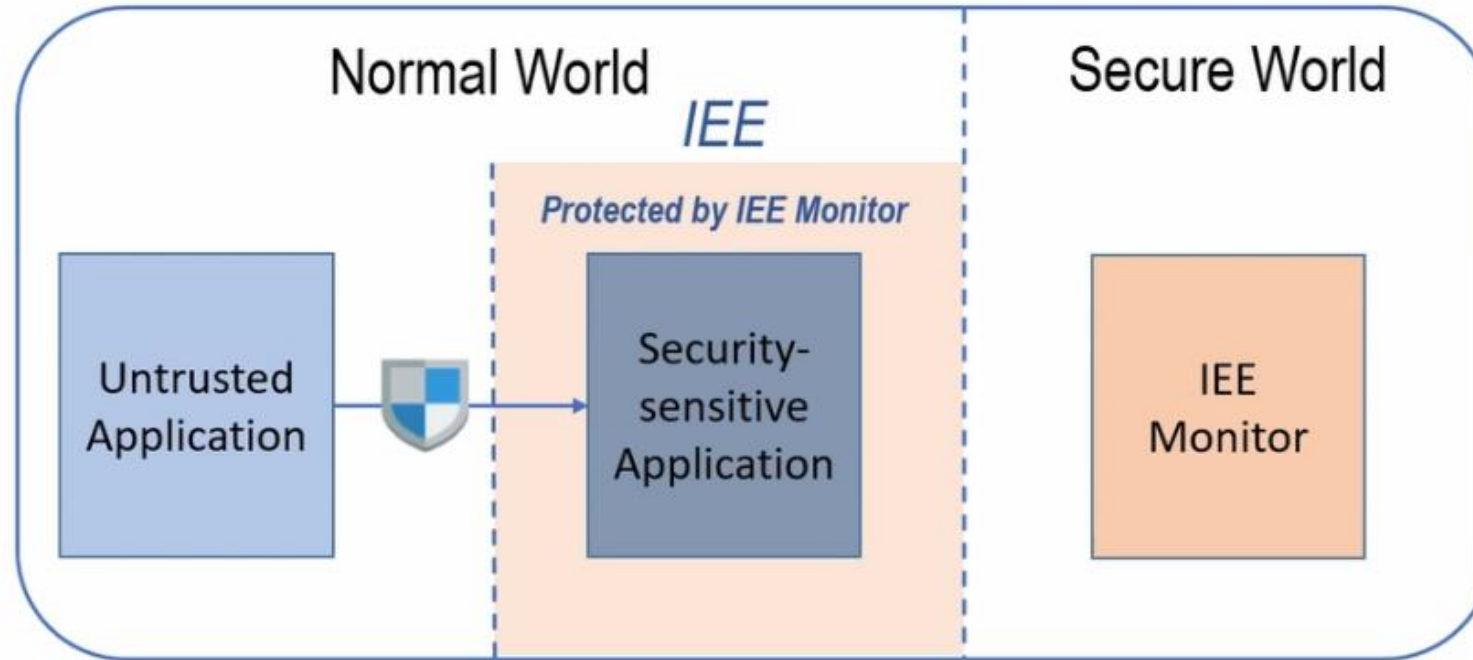 Normal World
Secure World
IEE
Protected by IEE Monitor
Untrusted
Application
Security-
sensitive
Application
IEE
Monitor